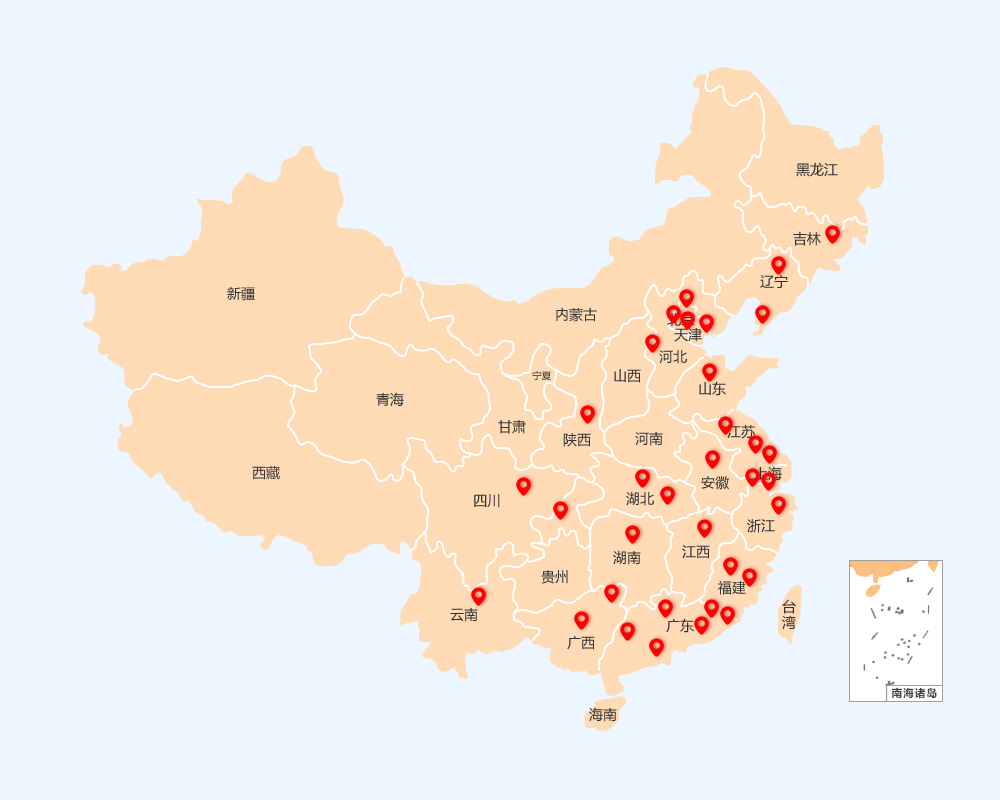 黑龙江
吉林
辽宁
新疆
内蒙古
北京
天津
河北
宁夏
山西
山东
青海
甘肃
陕西
河南
江苏
西藏
上海
安徽
四川
湖北
浙江
江西
湖南
贵州
福建
台湾
云南
广东
广西
海南
南海诸岛